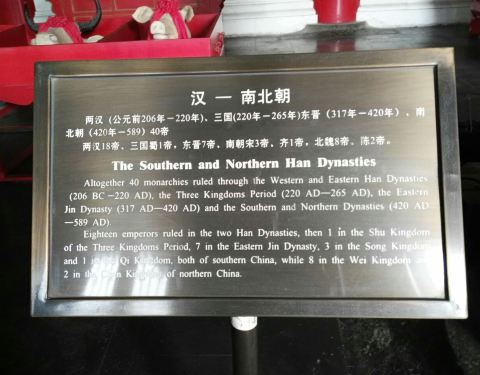 汉 — 南北朝
两汉（公元前206年－220年）、三国(220年－265年)东晋（317年－420年）、南
北朝（420年－589）40帝
两汉18帝、三国蜀1帝，东晋7帝、南朝宋3帝、齐1帝，北魏8帝、陈2帝。
The Southern and Northern Han Dynasties
Altogether 40 monarchies ruled through the Western and Eastern Han Dynasties
(206 BC—220 AD), the Three Kingdoms Period (220 AD—265 AD), the Eastern
Jin Dynasty (317 AD—420 AD) and the Southern and Northern Dynasties (420 AD
—589 AD).
Eighteen emperors ruled in the two Han Dynasties, then 1 in the Shu Kingdom
of the Three Kingdoms Period, 7 in the Eastern Jin Dynasty, 3 in the Song Kingdom
and 1 in Qi Kingdom, both of southern China, while 8 in the Wei Kingdom
2 in the Kingdom of northern China.